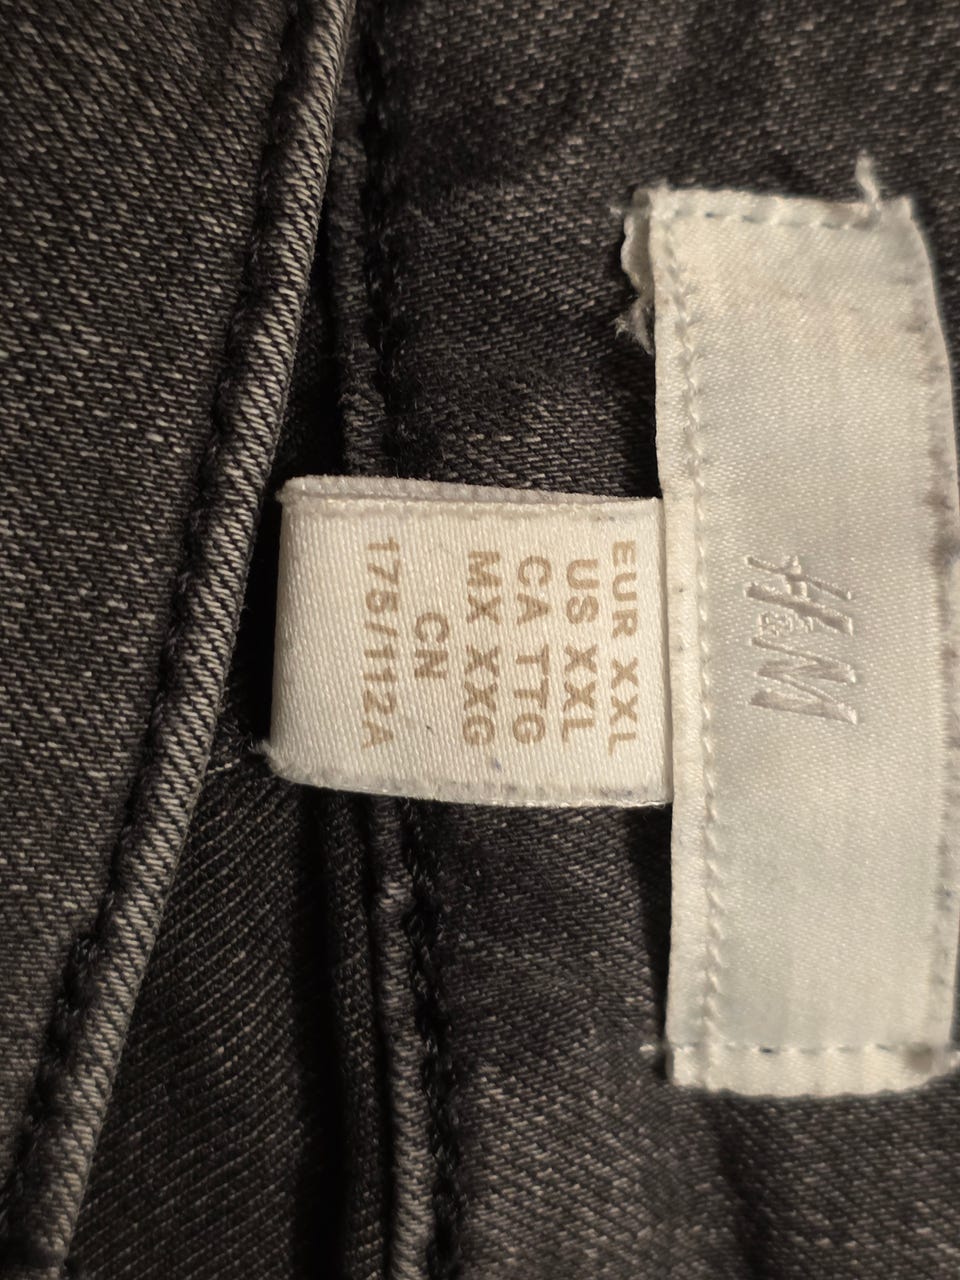 H&M
EUR XXL
US XXL
CA TTG
MX XXG
CN
175/112A